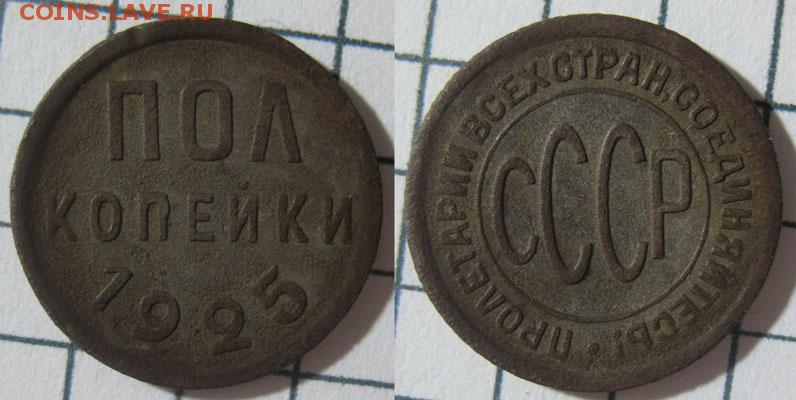 COINS.LAVE.RU
ПОЛ
КОПЕЙКИ
1925
ПРОЛЕТАРИИ ВСЕХ СТРАН, СОЕДИНЯЙТЕСЬ!
СССР